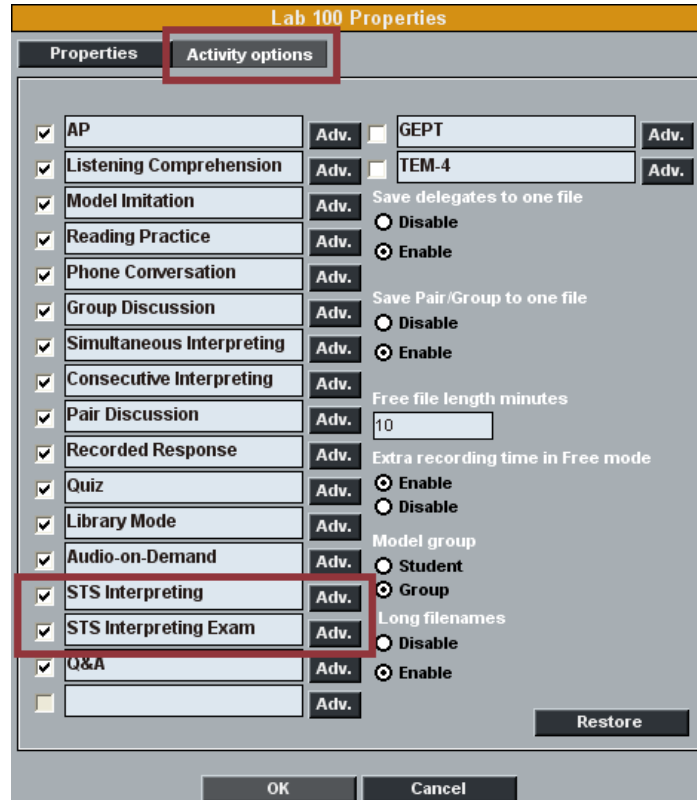 Lab 100 Properties
Properties
Activity options
AP
Adv.
Listening Comprehension
Adv.
Model Imitation
Adv.
Reading Practice
Adv.
Phone Conversation
Adv.
Group Discussion
Adv.
Simultaneous Interpreting
Adv.
Consecutive Interpreting
Adv.
Pair Discussion
Adv.
Recorded Response
Adv.
Quiz
Adv.
Library Mode
Adv.
Audio-on-Demand
Adv.
STS Interpreting
Adv.
STS Interpreting Exam
Adv.
Q&A
Adv.
Adv.
GEPT
Adv.
TEM-4
Adv.
Save delegates to one file
Disable
Enable
Save Pair/Group to one file
Disable
Enable
Free file length minutes
10
Extra recording time in Free mode
Enable
Disable
Model group
Student
Group
Long filenames
Disable
Enable
Restore
OK
Cancel